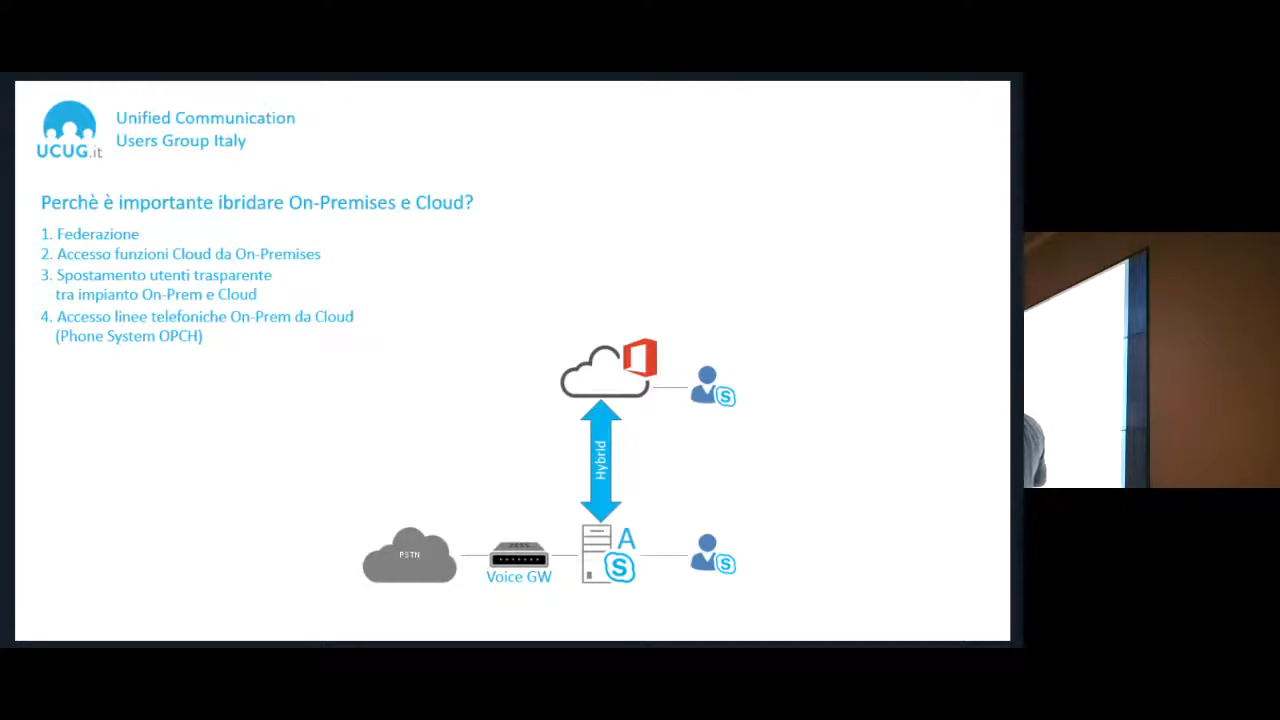 Unified Communication
Users Group Italy
UCUG.it
Perchè è importante ibridare On-Premises e Cloud?
1. Federazione
2. Accesso funzioni Cloud da On-Premises
3. Spostamento utenti trasparente
tra impianto On-Prem e Cloud
4. Accesso linee telefoniche On-Prem da Cloud
(Phone System OPCH)
S
Hybrid
PSTN
A
S
S
Voice GW